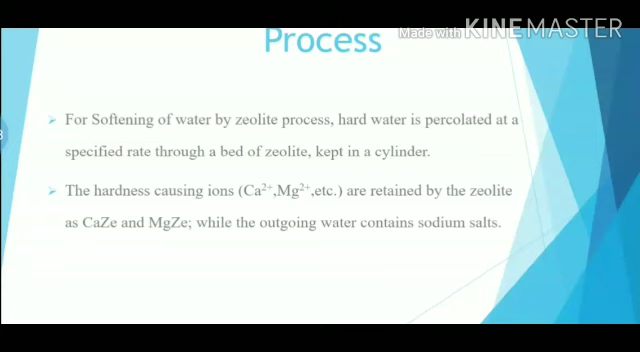 Made with KINEMASTER
Process
➢ For Softening of water by zeolite process, hard water is percolated at a
specified rate through a bed of zeolite, kept in a cylinder.
➢ The hardness causing ions (Ca²⁺,Mg²⁺,etc.) are retained by the zeolite
as CaZe and MgZe; while the outgoing water contains sodium salts.